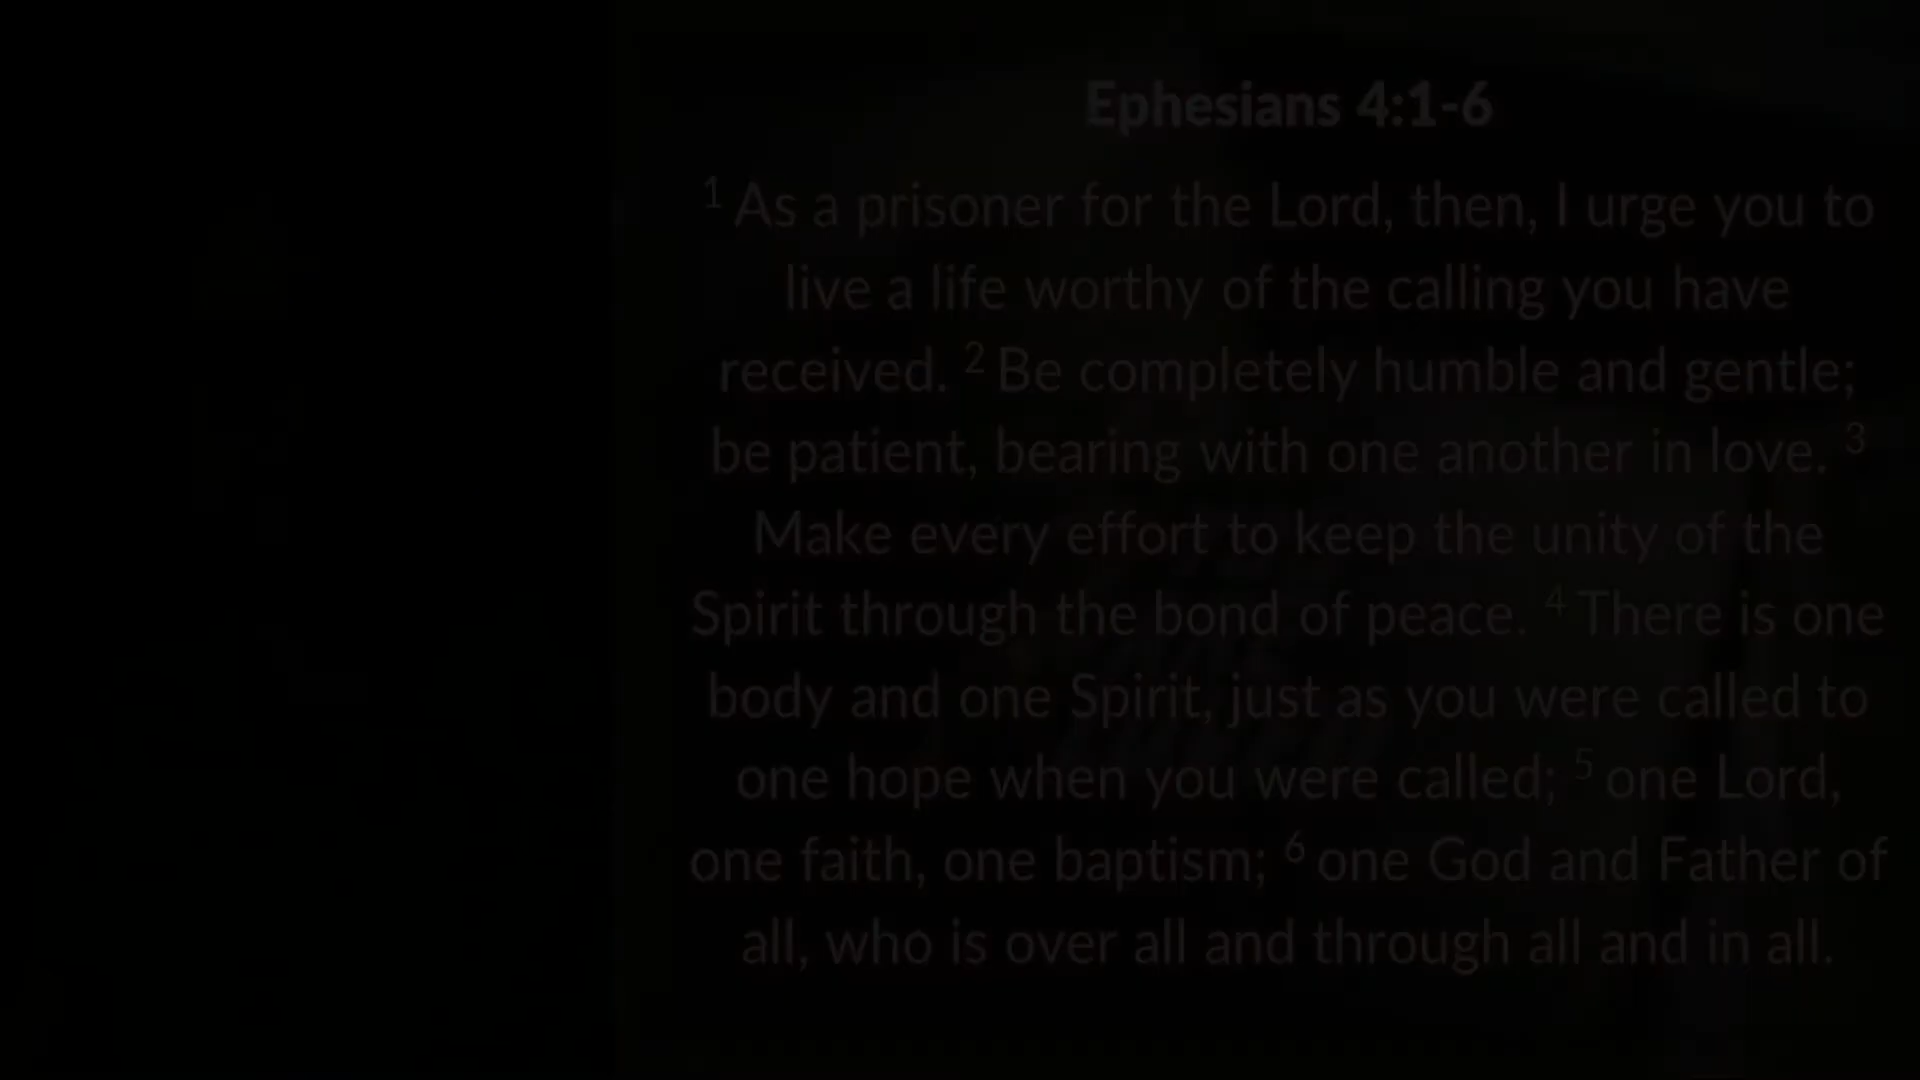 Ephesians 4:1-6
1 As a prisoner for the Lord, then, I urge you to
live a life worthy of the calling you have
received. 2 Be completely humble and gentle;
be patient, bearing with one another in love. 3
Make every effort to keep the unity of the
Spirit through the bond of peace. 4 There is one
body and one Spirit, just as you were called to
one hope when you were called; 5 one Lord,
one faith, one baptism; 6 one God and Father of
all, who is over all and through all and in all.